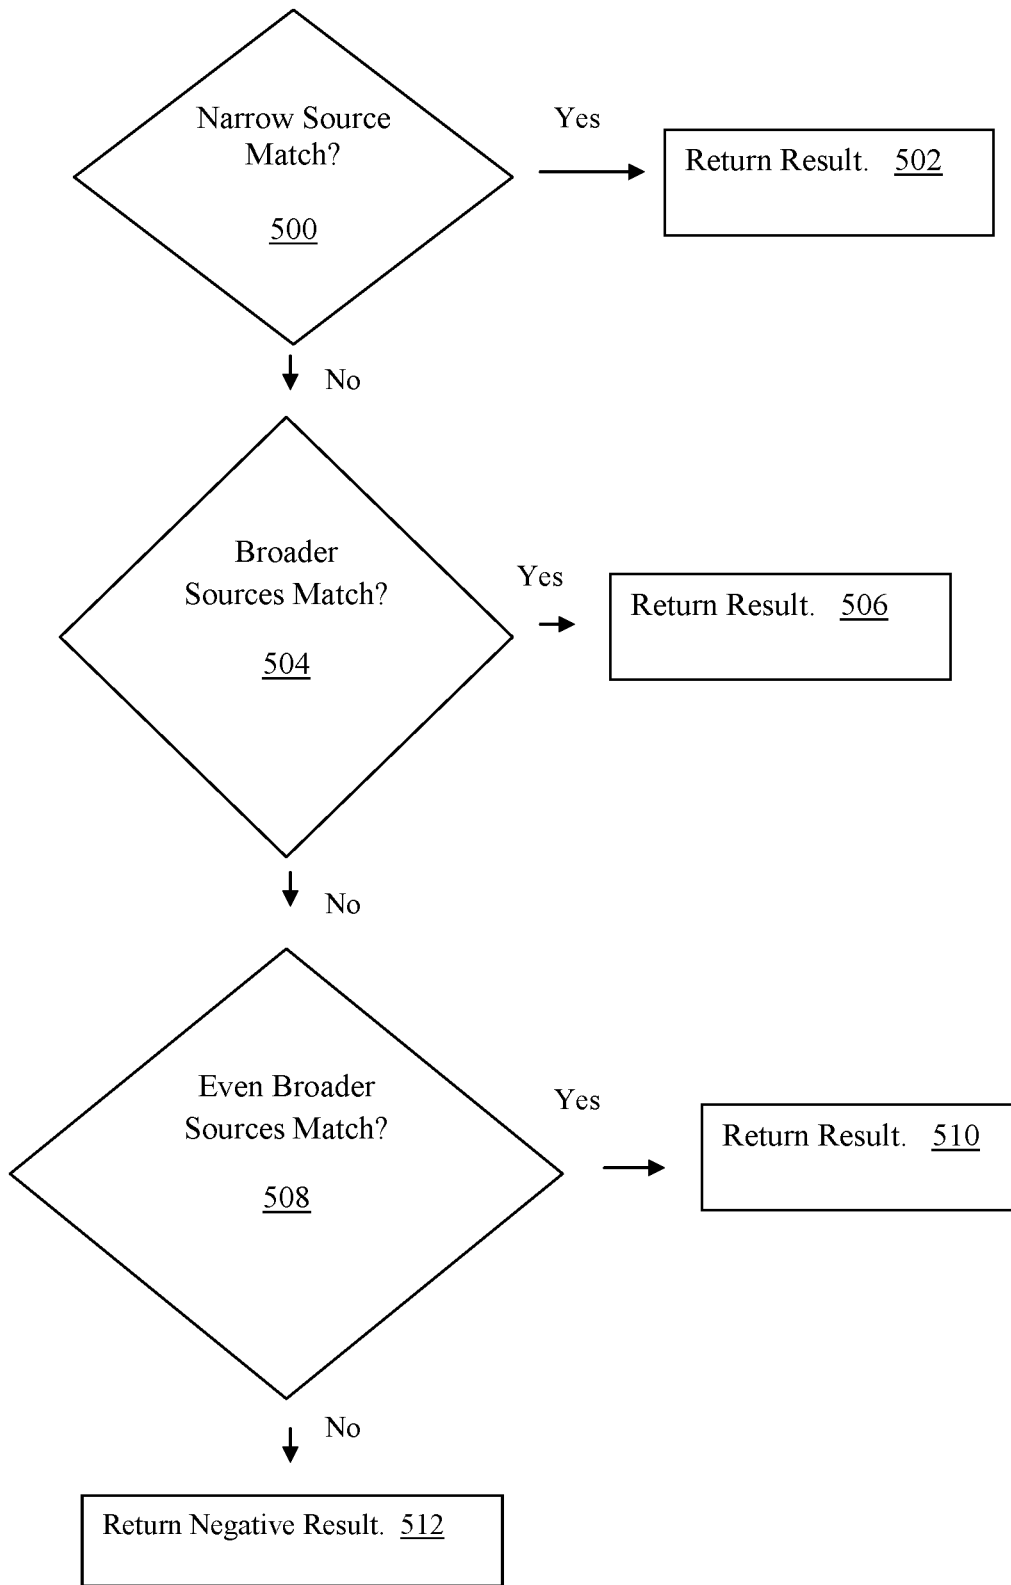 Narrow Source
Match?
500
Yes
Return Result. 502
No
Broader
Sources Match?
504
Yes
Return Result. 506
No
Even Broader
Sources Match?
508
Yes
Return Result. 510
No
Return Negative Result. 512